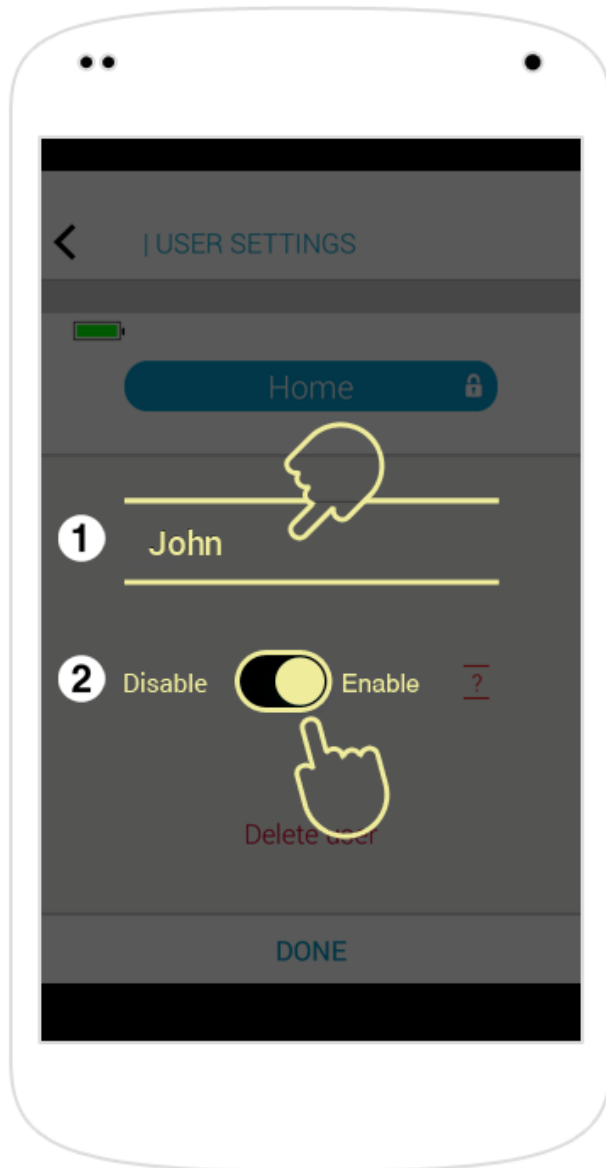 | USER SETTINGS
Home
1 John
2 Disable Enable ?
Delete user
DONE